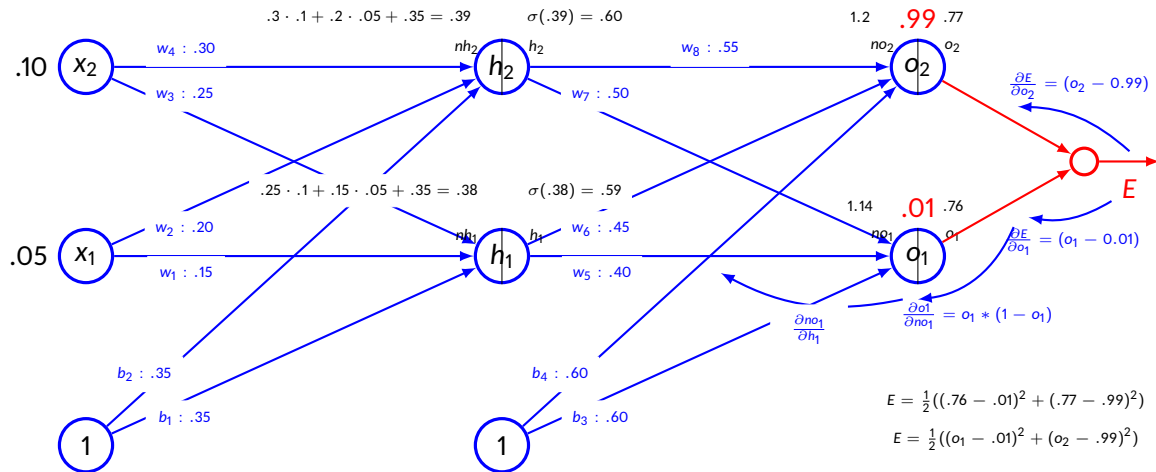 .3 · .1 + .2 · .05 + .35 = .39
σ(.39) = .60
1.2
.99
.77
w₄ : .30
nh₂
h₂
w₈ : .55
no₂
o₂
.10
x₂
h₂
o₂
∂E/∂o₂ = (o₂ − 0.99)
w₃ : .25
w₇ : .50
.25 · .1 + .15 · .05 + .35 = .38
σ(.38) = .59
E
1.14
.01
.76
w₂ : .20
nh₁
h₁
w₆ : .45
no₁
o₁
∂E/∂o₁ = (o₁ − 0.01)
.05
x₁
h₁
o₁
w₁ : .15
w₅ : .40
∂no₁/∂h₁
∂o1/∂no₁ = o₁ ∗ (1 − o₁)
b₂ : .35
b₄ : .60
E = ½((.76 − .01)² + (.77 − .99)²)
b₁ : .35
b₃ : .60
1
1
E = ½((o₁ − .01)² + (o₂ − .99)²)